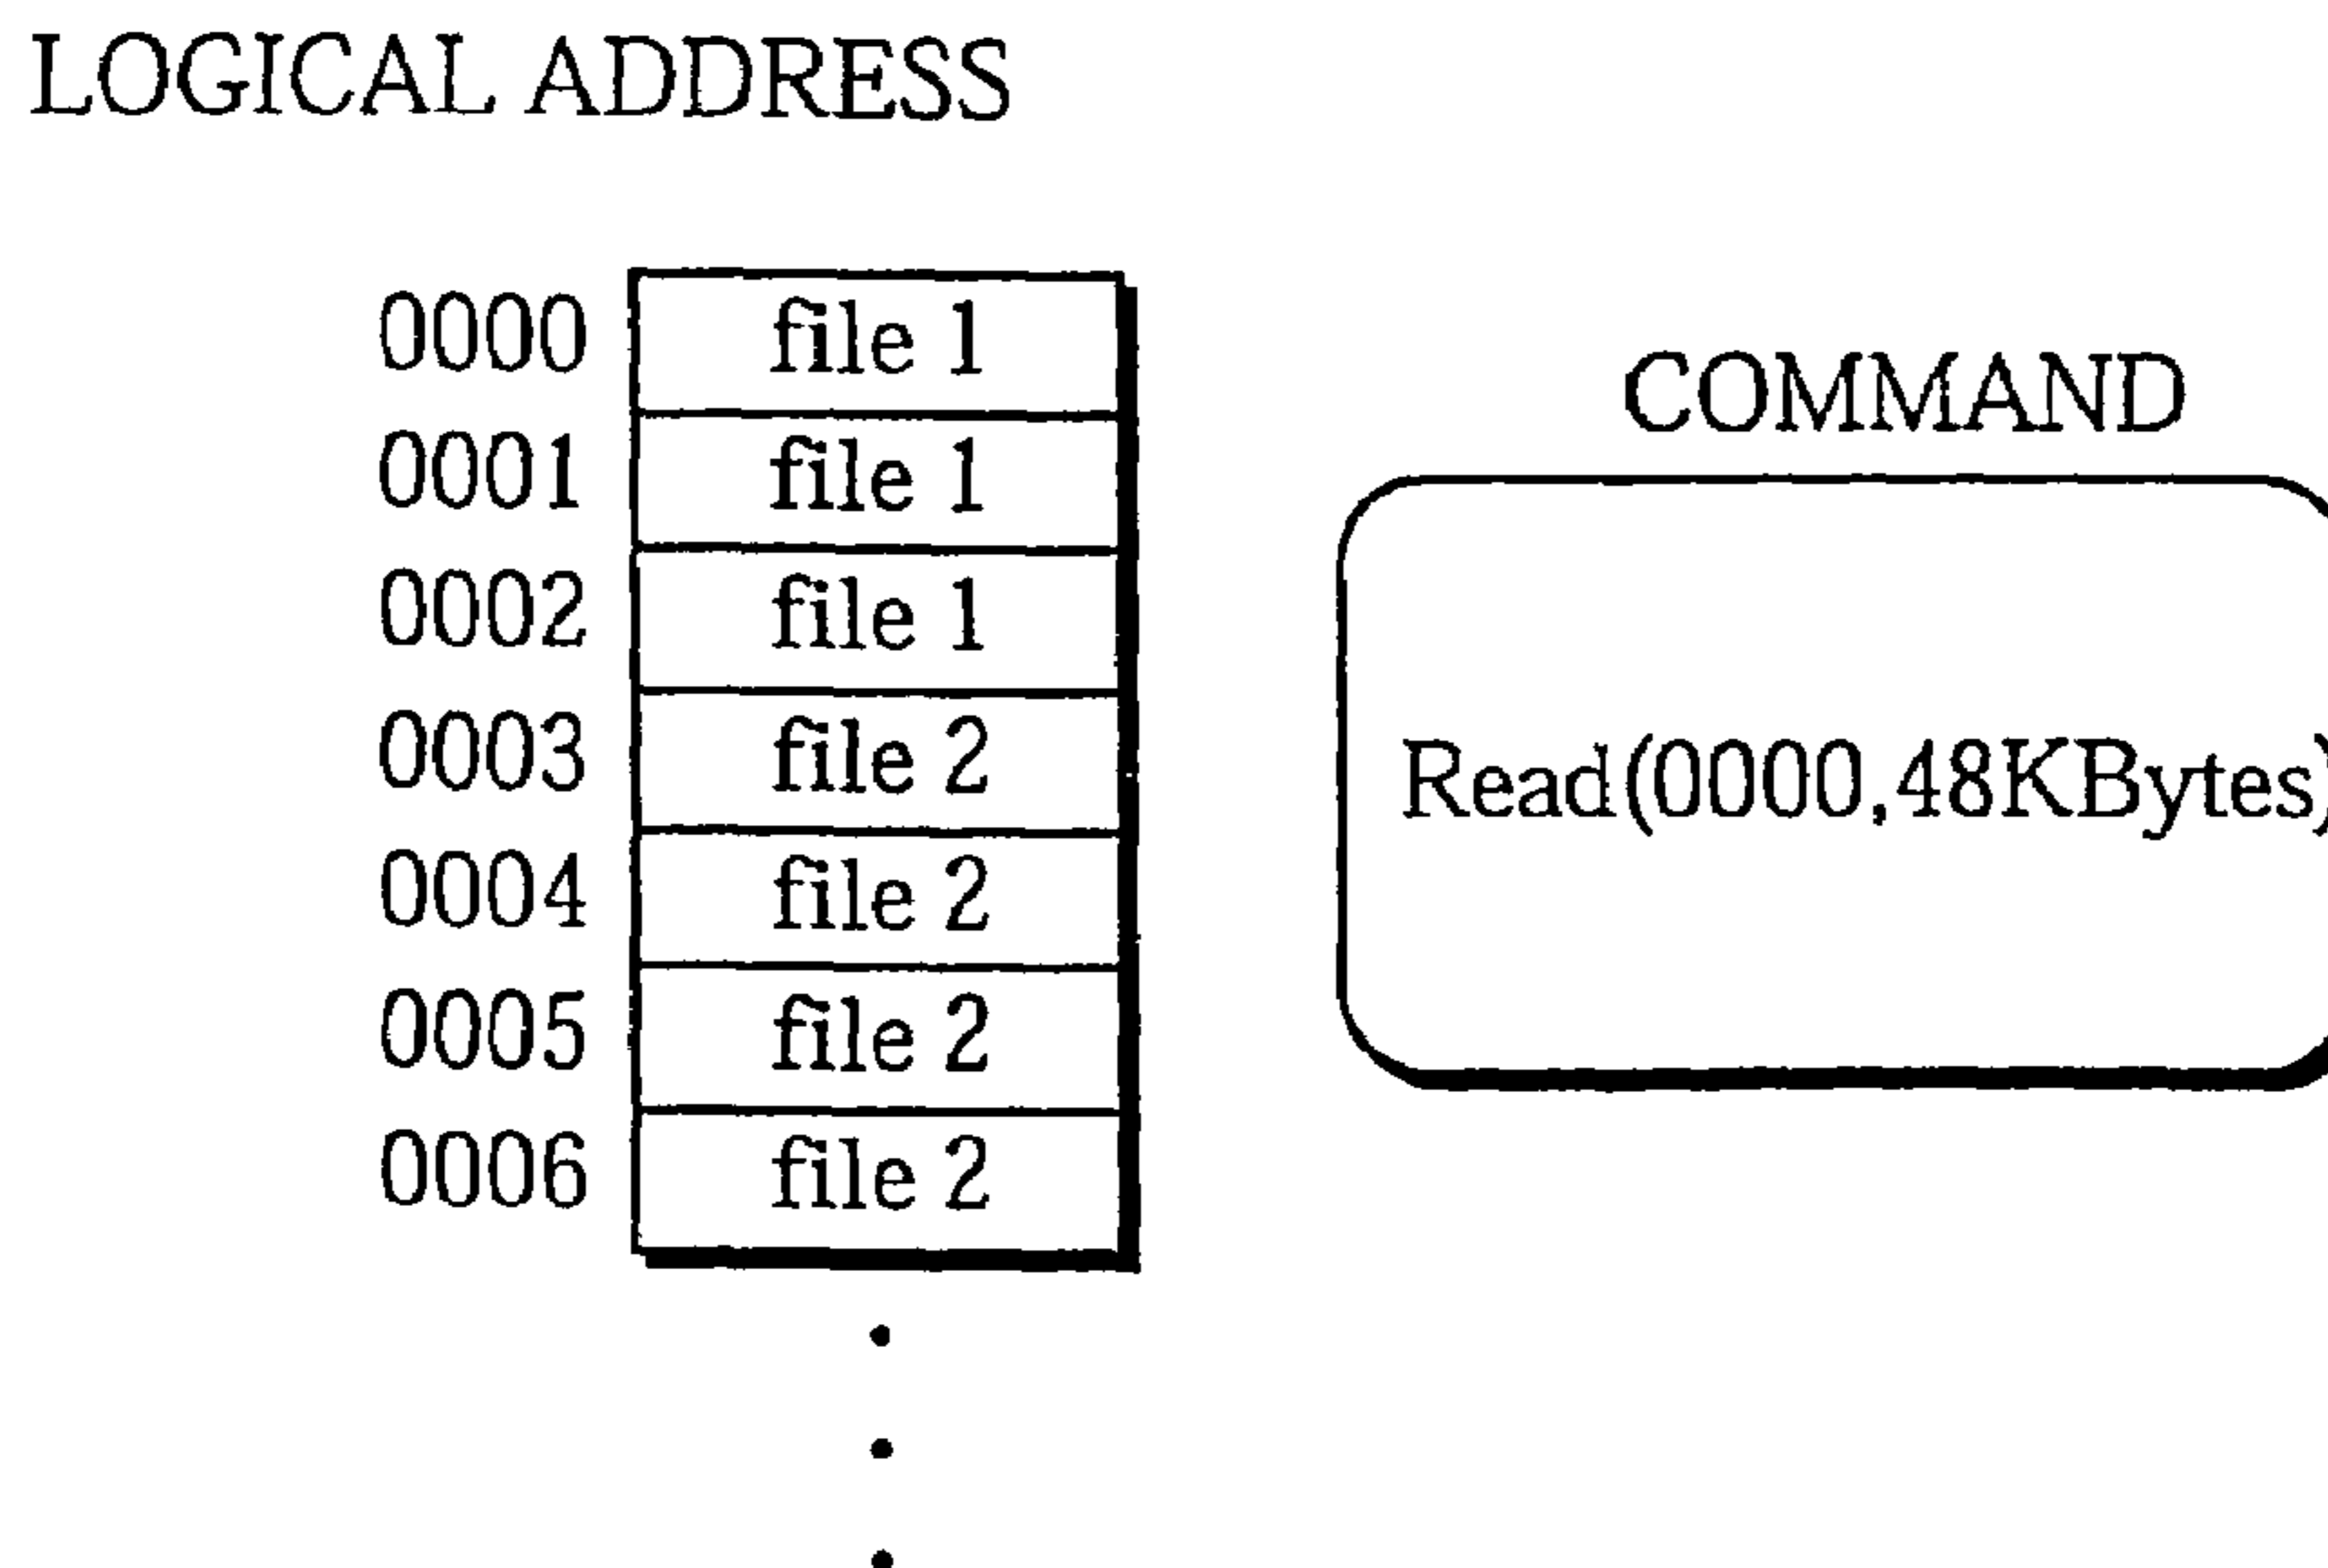 LOGICAL ADDRESS
0000 file 1
COMMAND
0001 file 1
0002 file 1
0003 file 2
Read(0000,48KBytes)
0004 file 2
0005 file 2
0006 file 2